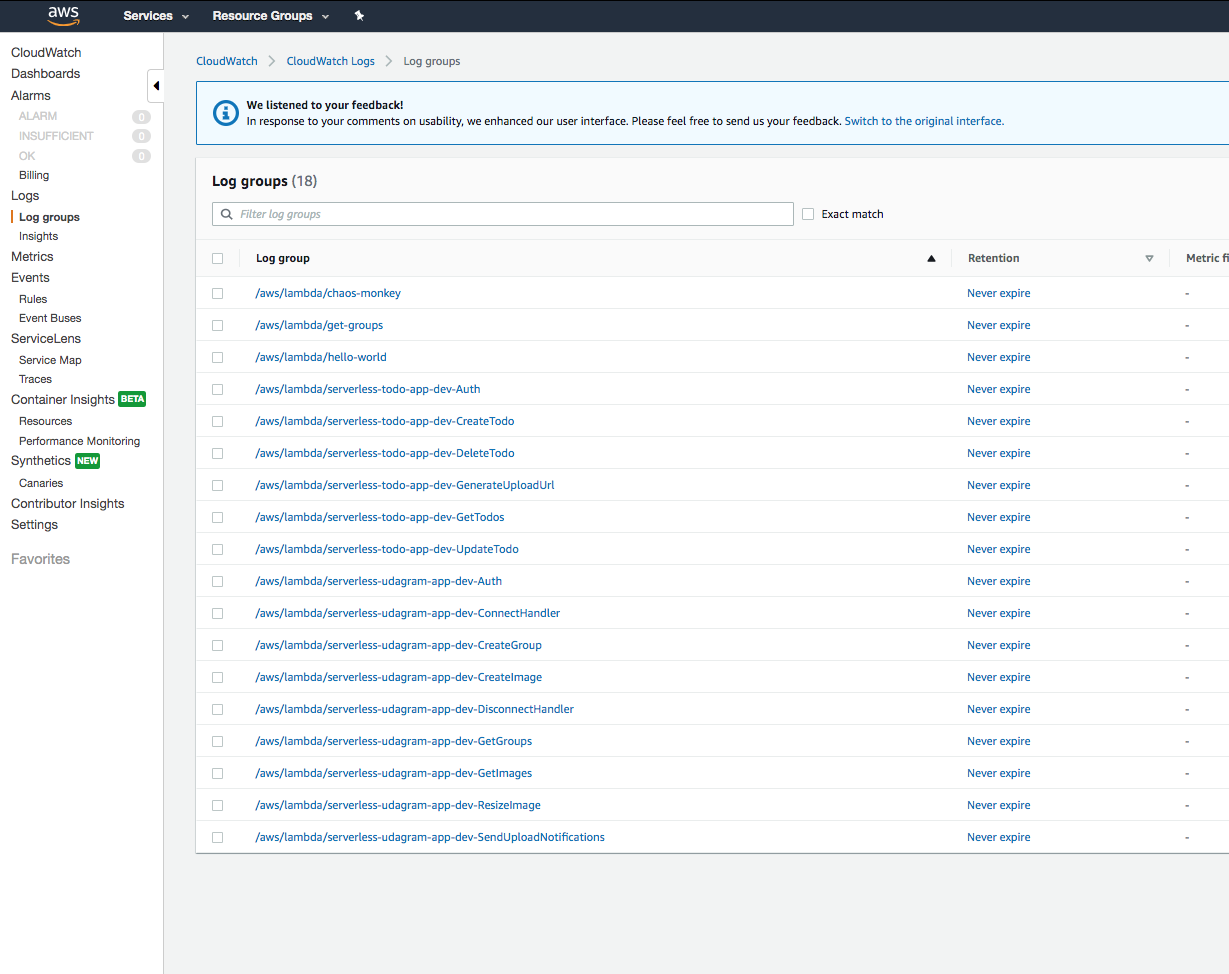 aws Services Resource Groups
CloudWatch
Dashboards
Alarms
ALARM 0
INSUFFICIENT 0
OK 0
Billing
Logs
Log groups
Insights
Metrics
Events
Rules
Event Buses
ServiceLens
Service Map
Traces
Container Insights BETA
Resources
Performance Monitoring
Synthetics NEW
Canaries
Contributor Insights
Settings
Favorites
CloudWatch CloudWatch Logs Log groups
We listened to your feedback!
In response to your comments on usability, we enhanced our user interface. Please feel free to send us your feedback. Switch to the original interface.
Log groups (18)
Filter log groups Exact match
Log group Retention Metric fi
/aws/lambda/chaos-monkey Never expire -
/aws/lambda/get-groups Never expire -
/aws/lambda/hello-world Never expire -
/aws/lambda/serverless-todo-app-dev-Auth Never expire -
/aws/lambda/serverless-todo-app-dev-CreateTodo Never expire -
/aws/lambda/serverless-todo-app-dev-DeleteTodo Never expire -
/aws/lambda/serverless-todo-app-dev-GenerateUploadUrl Never expire -
/aws/lambda/serverless-todo-app-dev-GetTodos Never expire -
/aws/lambda/serverless-todo-app-dev-UpdateTodo Never expire -
/aws/lambda/serverless-udagram-app-dev-Auth Never expire -
/aws/lambda/serverless-udagram-app-dev-ConnectHandler Never expire -
/aws/lambda/serverless-udagram-app-dev-CreateGroup Never expire -
/aws/lambda/serverless-udagram-app-dev-CreateImage Never expire -
/aws/lambda/serverless-udagram-app-dev-DisconnectHandler Never expire -
/aws/lambda/serverless-udagram-app-dev-GetGroups Never expire -
/aws/lambda/serverless-udagram-app-dev-GetImages Never expire -
/aws/lambda/serverless-udagram-app-dev-ResizeImage Never expire -
/aws/lambda/serverless-udagram-app-dev-SendUploadNotifications Never expire -